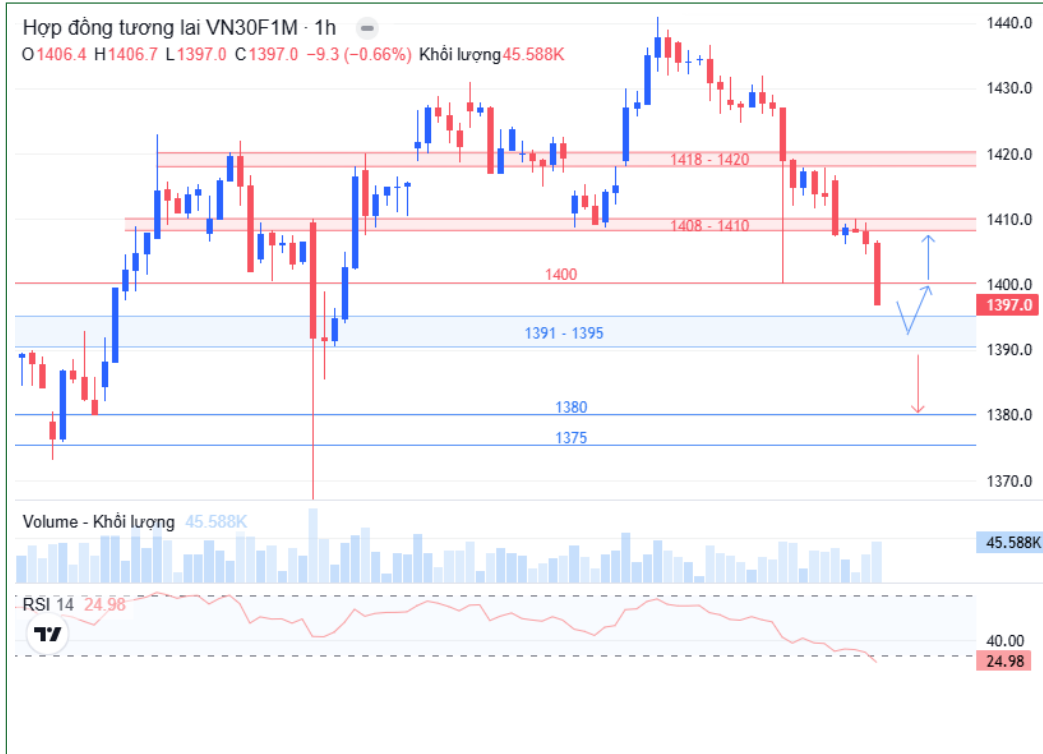 Hợp đồng tương lai VN30F1M · 1h
O1406.4 H1406.7 L1397.0 C1397.0 −9.3 (−0.66%) Khối lượng45.588K
1440.0
1430.0
1420.0
1418 - 1420
1410.0
1408 - 1410
1400
1400.0
1397.0
1391 - 1395
1390.0
1380
1380.0
1375
1370.0
Volume - Khối lượng 45.588K
45.588K
RSI 14 24.98
40.00
24.98